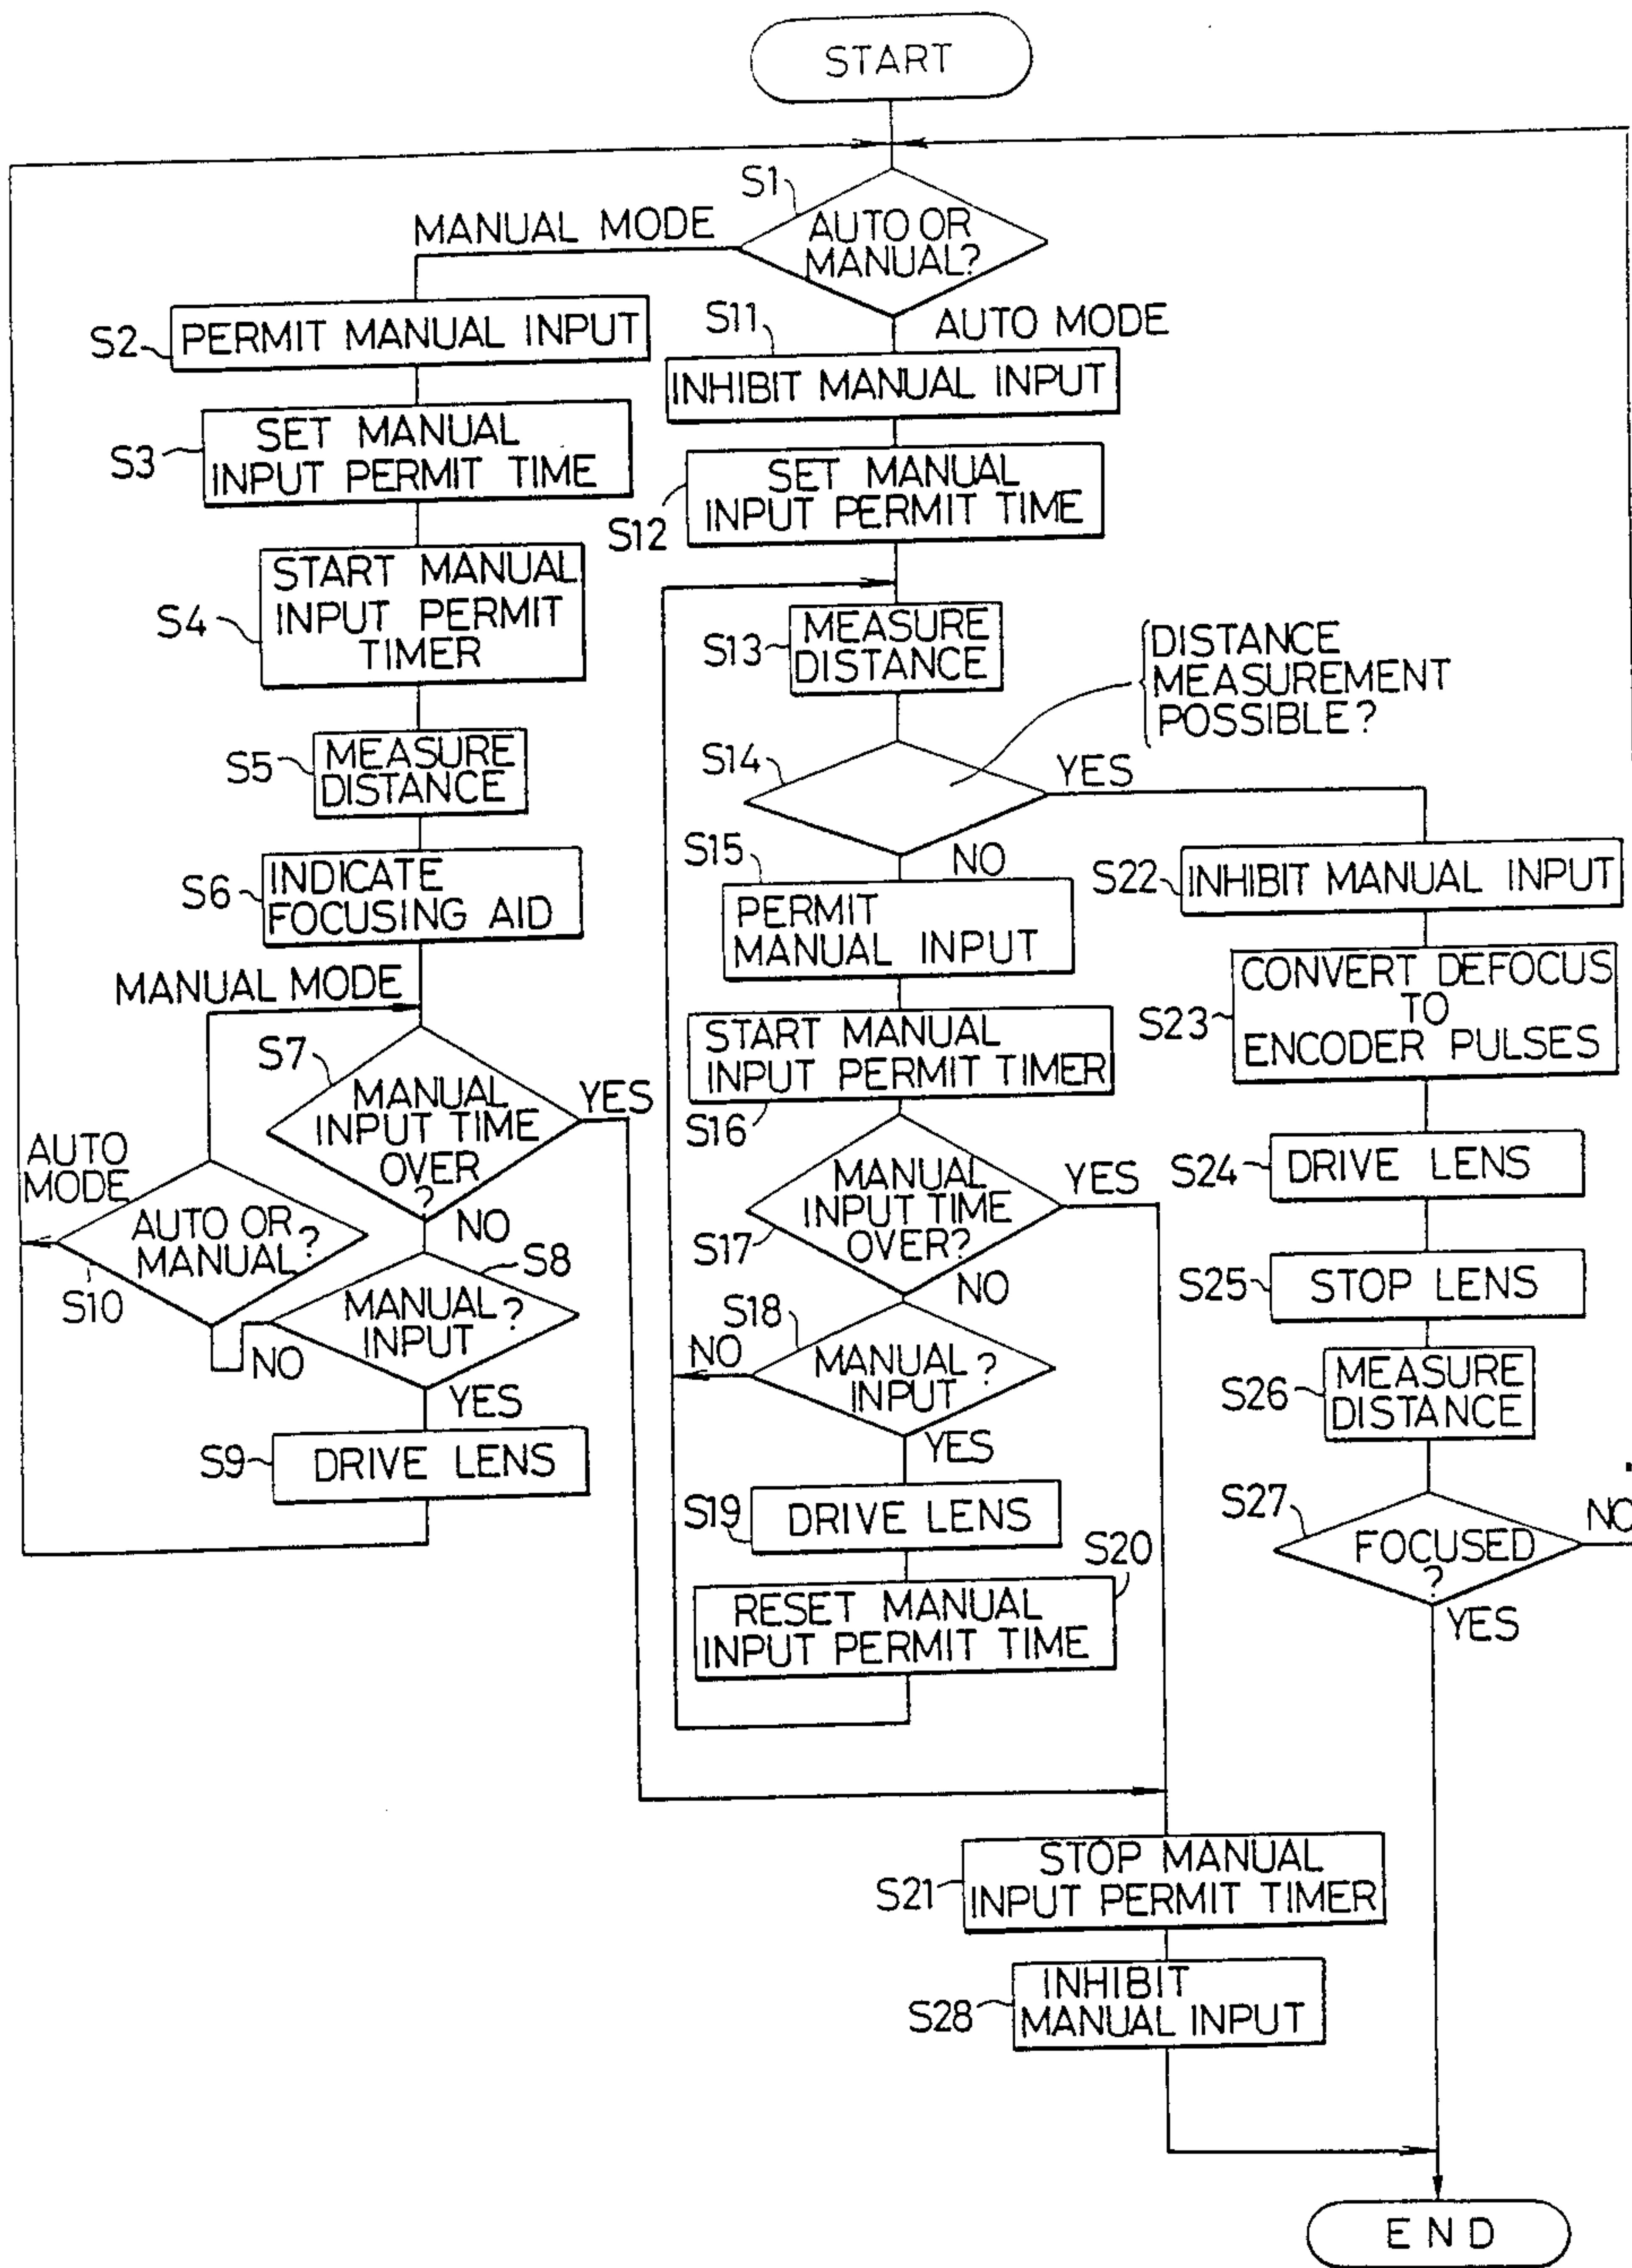 START
S1
AUTO OR
MANUAL?
MANUAL MODE
AUTO MODE
S2
PERMIT MANUAL INPUT
S3
SET MANUAL
INPUT PERMIT TIME
S4
START MANUAL
INPUT PERMIT
TIMER
S5
MEASURE
DISTANCE
S6
INDICATE
FOCUSING AID
MANUAL MODE
S7
MANUAL
INPUT TIME
OVER
?
YES
NO
S8
MANUAL ?
INPUT
NO
YES
S9
DRIVE LENS
AUTO
MODE
AUTO OR ?
MANUAL
S10
S11
INHIBIT MANUAL INPUT
S12
SET MANUAL
INPUT PERMIT TIME
S13
MEASURE
DISTANCE
S14
DISTANCE
MEASUREMENT
POSSIBLE?
YES
NO
S15
PERMIT
MANUAL INPUT
S16
START MANUAL
INPUT PERMIT TIMER
S17
MANUAL
INPUT TIME
OVER?
YES
NO
S18
MANUAL ?
INPUT
NO
YES
S19
DRIVE LENS
S20
RESET MANUAL
INPUT PERMIT TIME
S21
STOP MANUAL
INPUT PERMIT TIMER
S28
INHIBIT
MANUAL INPUT
S22
INHIBIT MANUAL INPUT
S23
CONVERT DEFOCUS
TO
ENCODER PULSES
S24
DRIVE LENS
S25
STOP LENS
S26
MEASURE
DISTANCE
S27
FOCUSED
?
NO
YES
END